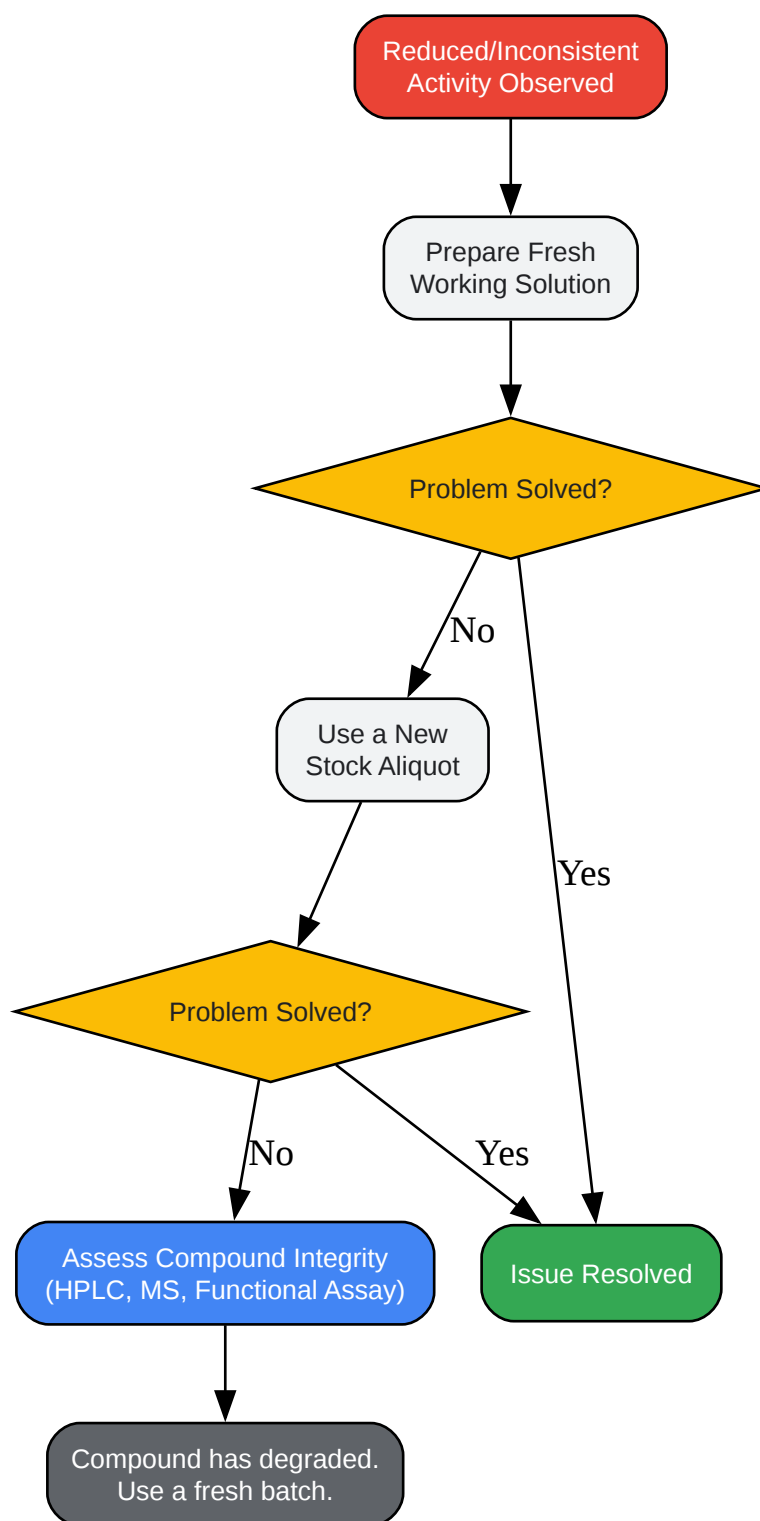 Reduced/Inconsistent
Activity Observed
Prepare Fresh
Working Solution
Problem Solved?
No
Use a New
Stock Aliquot
Yes
Problem Solved?
No
Yes
Assess Compound Integrity
(HPLC, MS, Functional Assay)
Issue Resolved
Compound has degraded.
Use a fresh batch.